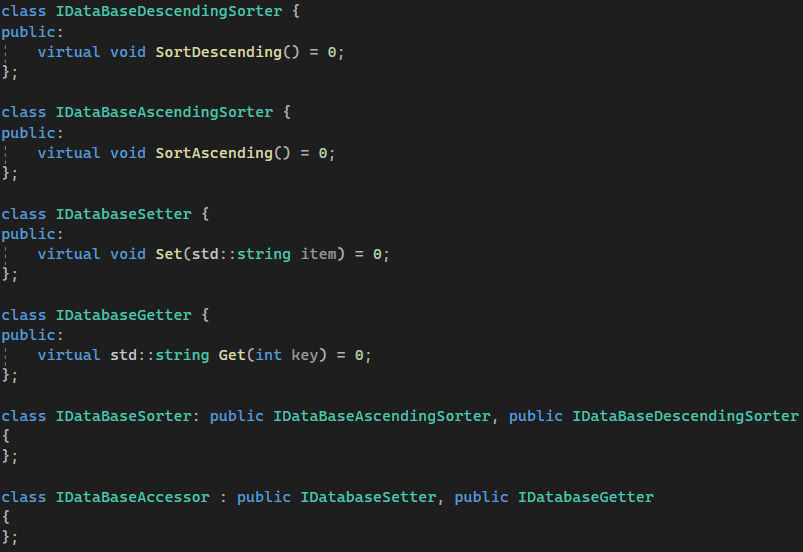 class IDataBaseDescendingSorter {
public:
    virtual void SortDescending() = 0;
};
class IDataBaseAscendingSorter {
public:
    virtual void SortAscending() = 0;
};
class IDatabaseSetter {
public:
    virtual void Set(std::string item) = 0;
};
class IDatabaseGetter {
public:
    virtual std::string Get(int key) = 0;
};
class IDataBaseSorter: public IDataBaseAscendingSorter, public IDataBaseDescendingSorter
{
};
class IDataBaseAccessor : public IDatabaseSetter, public IDatabaseGetter
{
};